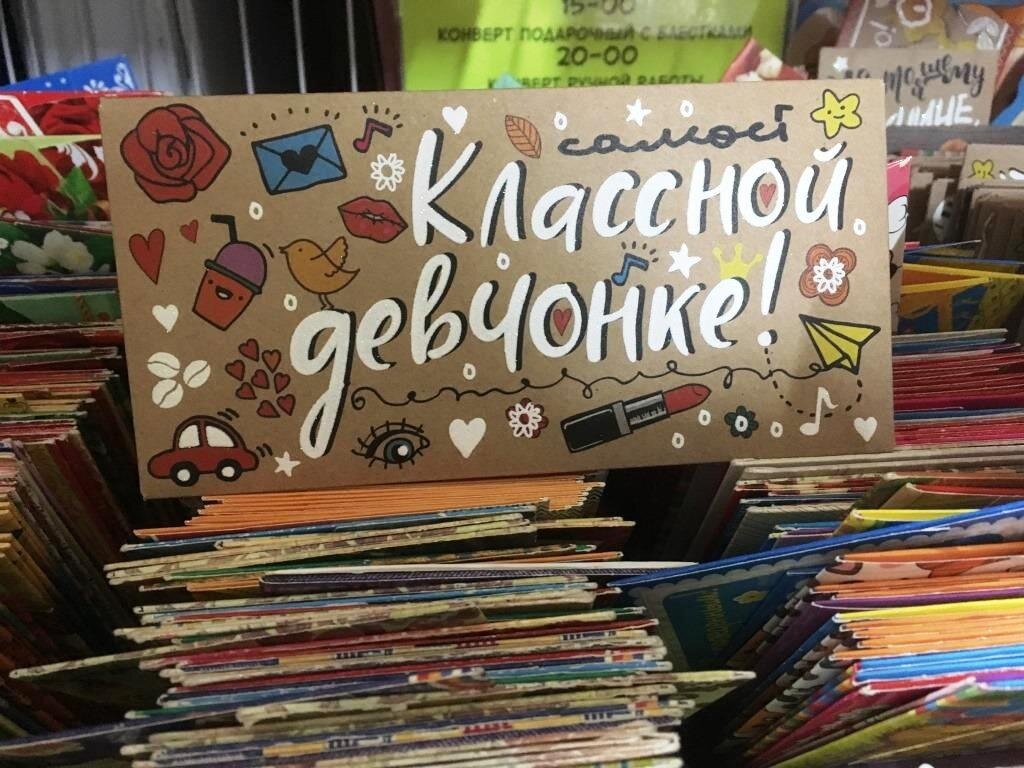 15-00
КОНВЕРТ ПОДАРОЧНЫЙ С БЛЕСТКАМИ
20-00
КОНВЕРТ РУЧНОЙ РАБОТЫ
самой
Классной
девчонке!